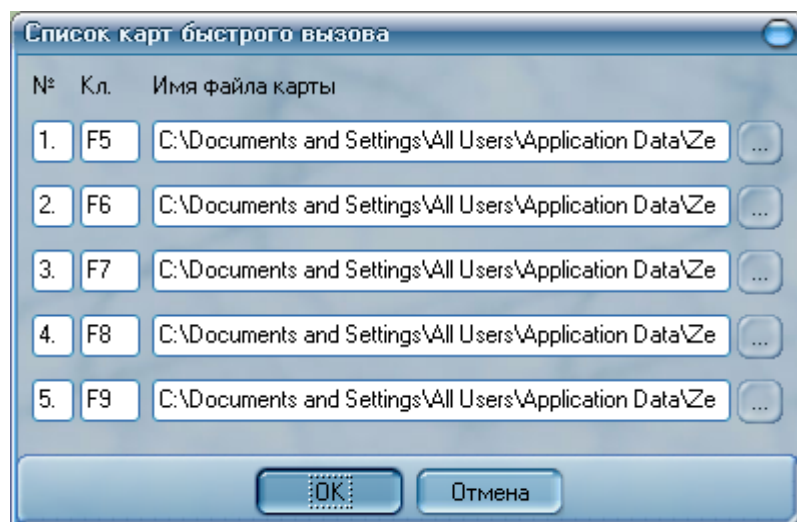 Список карт быстрого вызова
№ Кл. Имя файла карты
1. F5 C:\Documents and Settings\All Users\Application Data\Ze ...
2. F6 C:\Documents and Settings\All Users\Application Data\Ze ...
3. F7 C:\Documents and Settings\All Users\Application Data\Ze ...
4. F8 C:\Documents and Settings\All Users\Application Data\Ze ...
5. F9 C:\Documents and Settings\All Users\Application Data\Ze ...
OK Отмена